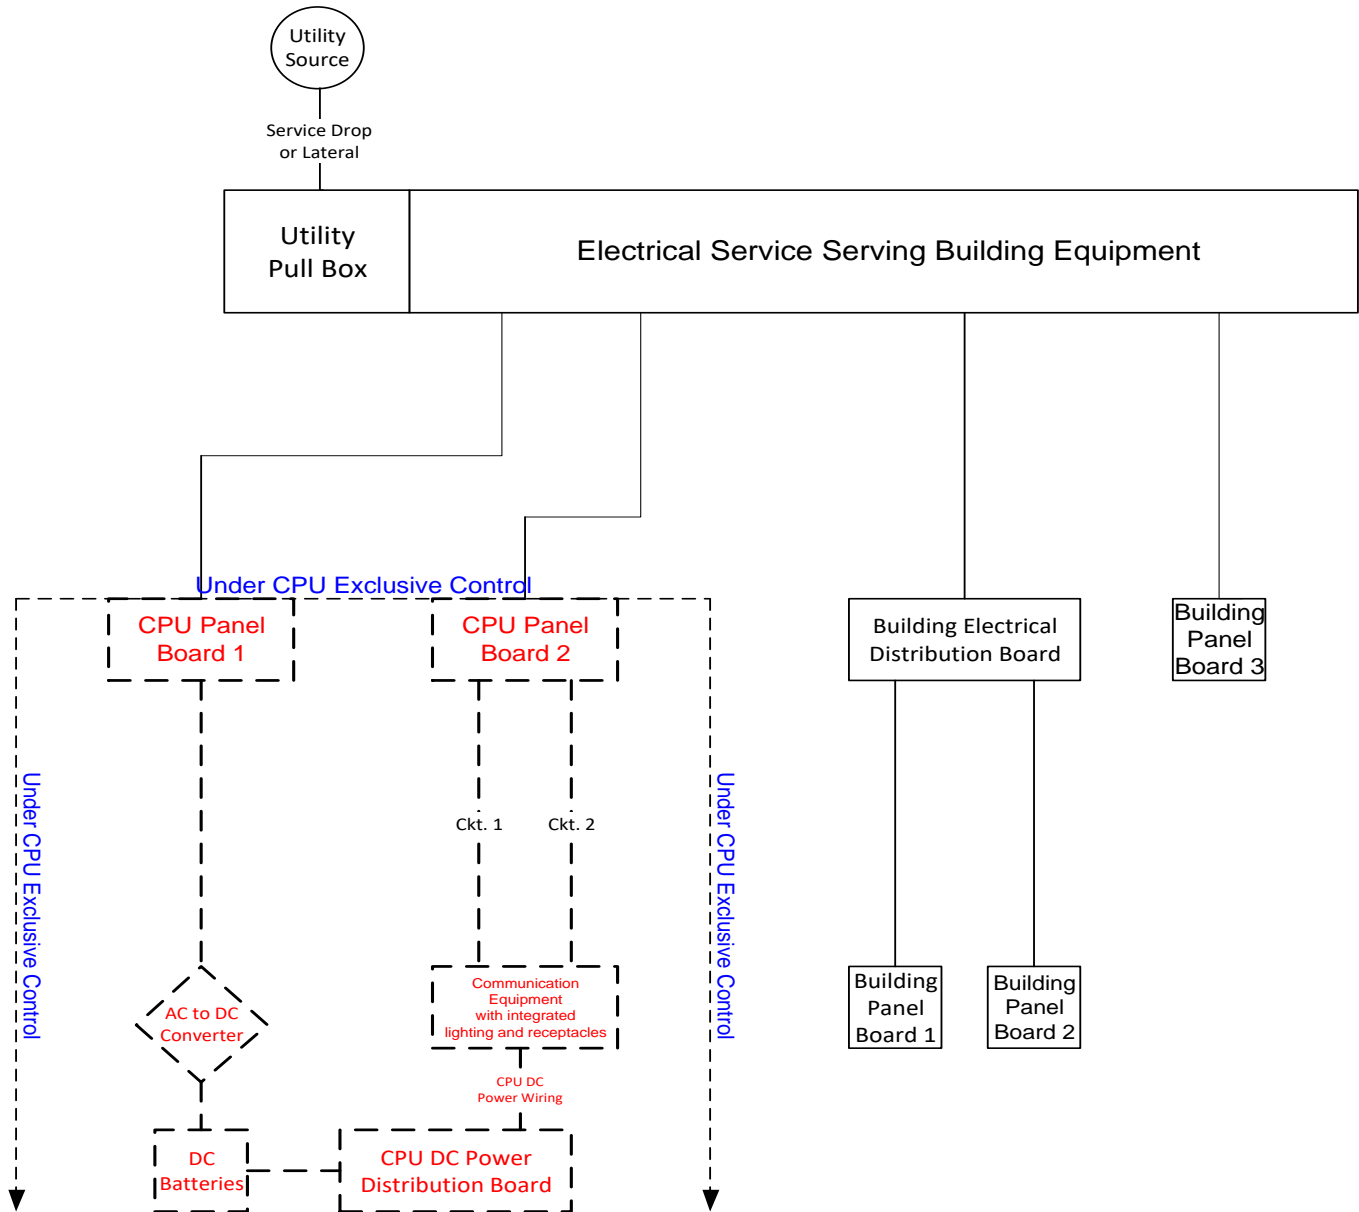 Utility
Source
Service Drop
or Lateral
Utility
Pull Box
Electrical Service Serving Building Equipment
Under CPU Exclusive Control
CPU Panel
Board 1
CPU Panel
Board 2
Building Electrical
Distribution Board
Building
Panel
Board 3
Under CPU Exclusive Control
Under CPU Exclusive Control
Ckt. 1
Ckt. 2
AC to DC
Converter
Communication
Equipment
with integrated
lighting and receptacles
Building
Panel
Board 1
Building
Panel
Board 2
CPU DC
Power Wiring
DC
Batteries
CPU DC Power
Distribution Board